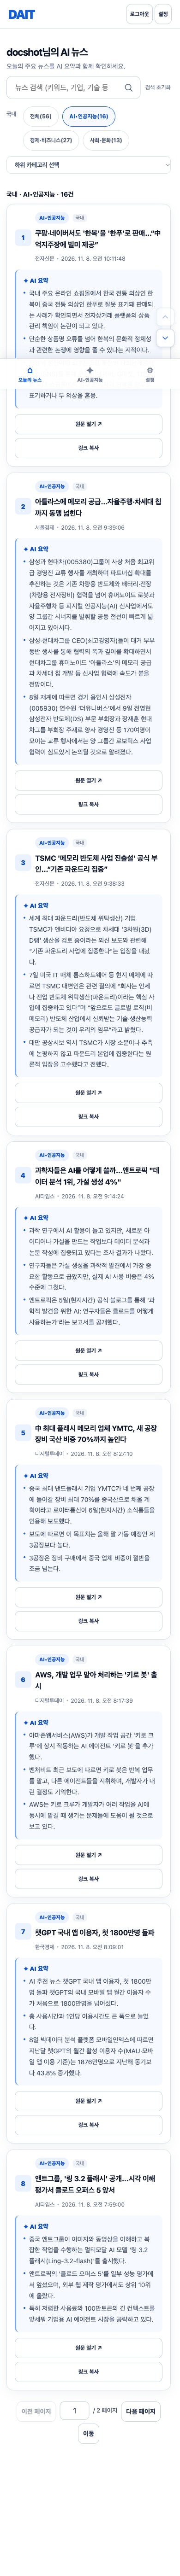 DAIT
로그아웃
설정
docshot님의 AI 뉴스
오늘의 주요 뉴스를 AI 요약과 함께 확인하세요.
뉴스 검색 (키워드, 기업, 기술 등
검색 초기화
국내
전체(56)
AI·인공지능(16)
경제·비즈니스(27)
사회·문화(13)
하위 카테고리 선택
국내 · AI·인공지능 · 16건
AI·인공지능
국내
1
쿠팡·네이버서도 '한복'을 '한푸'로 판매…"中
억지주장에 빌미 제공"
전자신문 • 2026. 11. 8. 오전 10:11:48
✦ AI 요약
국내 주요 온라인 쇼핑몰에서 한국 전통 의상인 한
복이 중국 전통 의상인 한푸로 잘못 표기돼 판매되
는 사례가 확인되면서 전자상거래 플랫폼의 상품
관리 책임이 논란이 되고 있다.
단순한 상품명 오류를 넘어 한복의 문화적 정체성
과 관련한 논쟁에 영향을 줄 수 있다는 지적이다.
오늘의 뉴스
AI·인공지능
설정
표기하거나 두 의상을 혼용.
원문 열기 ↗
링크 복사
AI·인공지능
국내
2
아틀라스에 메모리 공급…자율주행·차세대 칩
까지 동맹 넓힌다
서울경제 • 2026. 11. 8. 오전 9:39:06
✦ AI 요약
삼성과 현대차(005380)그룹이 사상 처음 최고위
급 경영진 교류 행사를 개최하며 파트너십 확대를
추진하는 것은 기존 차량용 반도체와 배터리·전장
(차량용 전자장비) 협력을 넘어 휴머노이드 로봇과
자율주행차 등 피지컬 인공지능(AI) 신사업에서도
양 그룹간 시너지를 발휘할 공동 전선이 빠르게 넓
어지고 있어서다.
삼성·현대차그룹 CEO(최고경영자)들이 대거 부부
동반 행사를 통해 협력의 폭과 깊이를 확대하면서
현대차그룹 휴머노이드 '아틀라스'의 메모리 공급
과 차세대 칩 개발 등 신사업 협력에 속도가 붙을
전망이다.
8일 재계에 따르면 경기 용인시 삼성전자
(005930) 연수원 '더유니버스'에서 9일 전영현
삼성전자 반도체(DS) 부문 부회장과 장재훈 현대
차그룹 부회장 주재로 양사 경영진 등 170여명이
모이는 교류 행사에서는 양 그룹간 로보틱스 사업
협력이 심도있게 논의될 것으로 알려졌다.
원문 열기 ↗
링크 복사
AI·인공지능
국내
3
TSMC '메모리 반도체 사업 진출설' 공식 부
인…"기존 파운드리 집중"
전자신문 • 2026. 11. 8. 오전 9:38:33
✦ AI 요약
세계 최대 파운드리(반도체 위탁생산) 기업
TSMC가 엔비디아 요청으로 차세대 '3차원(3D)
D램' 생산을 검토 중이라는 외신 보도와 관련해
"기존 파운드리 사업에 집중한다"는 입장을 내놨
다.
7일 미국 IT 매체 톰스하드웨어 등 현지 매체에 따
르면 TSMC 대변인은 관련 질의에 "회사는 언제
나 전업 반도체 위탁생산(파운드리)이라는 핵심 사
업에 집중하고 있다"며 "앞으로도 글로벌 로직(비
메모리) 반도체 산업에서 신뢰받는 기술·생산능력
공급자가 되는 것이 우리의 임무"라고 밝혔다.
대만 공상시보 역시 TSMC가 시장 소문이나 추측
에 논평하지 않고 파운드리 본업에 집중한다는 원
론적 입장을 고수했다고 전했다.
원문 열기 ↗
링크 복사
AI·인공지능
국내
4
과학자들은 AI를 어떻게 쓸까…앤트로픽 "데
이터 분석 1위, 가설 생성 4%"
AI타임스 • 2026. 11. 8. 오전 9:14:24
✦ AI 요약
과학 연구에서 AI 활용이 늘고 있지만, 새로운 아
이디어나 가설을 만드는 작업보다 데이터 분석과
논문 작성에 집중되고 있다는 조사 결과가 나왔다.
연구자들은 가설 생성을 과학적 발견에서 가장 중
요한 활동으로 꼽았지만, 실제 AI 사용 비중은 4%
수준에 그쳤다.
앤트로픽은 5일(현지시간) 공식 블로그를 통해 '과
학적 발견을 위한 AI: 연구자들은 클로드를 어떻게
사용하는가'라는 보고서를 공개했다.
원문 열기 ↗
링크 복사
AI·인공지능
국내
5
中 최대 플래시 메모리 업체 YMTC, 새 공장
장비 국산 비중 70%까지 높인다
디지털투데이 • 2026. 11. 8. 오전 8:27:10
✦ AI 요약
중국 최대 낸드플래시 기업 YMTC가 네 번째 공장
에 들어갈 장비 최대 70%를 중국산으로 채울 계
획이라고 로이터통신이 6일(현지시간) 소식통들을
인용해 보도했다.
보도에 따르면 이 목표치는 올해 말 가동 예정인 제
3공장보다 높다.
3공장은 장비 구매에서 중국 업체 비중이 절반을
조금 넘는다.
원문 열기 ↗
링크 복사
AI·인공지능
국내
6
AWS, 개발 업무 맡아 처리하는 '키로 봇' 출
시
디지털투데이 • 2026. 11. 8. 오전 8:17:39
✦ AI 요약
아마존웹서비스(AWS)가 개발 작업 공간 '키로 크
루'에 상시 작동하는 AI 에이전트 '키로 봇'을 추가
했다.
벤처비트 최근 보도에 따르면 키로 봇은 반복 업무
를 맡고, 다른 에이전트들을 지휘하며, 개발자가 내
린 결정도 기억한다.
AWS는 키로 크루가 개발자가 여러 작업을 AI에
동시에 맡길 때 생기는 문제들에 도움이 될 것으로
보고 있다.
원문 열기 ↗
링크 복사
AI·인공지능
국내
7
챗GPT 국내 앱 이용자, 첫 1800만명 돌파
한국경제 • 2026. 11. 8. 오전 8:09:01
✦ AI 요약
AI 추천 뉴스 챗GPT 국내 앱 이용자, 첫 1800만
명 돌파 챗GPT의 국내 모바일 앱 월간 이용자 수
가 처음으로 1800만명을 넘어섰다.
총 사용시간과 1인당 이용시간도 큰 폭으로 늘었
다.
8일 빅데이터 분석 플랫폼 모바일인덱스에 따르면
지난달 챗GPT의 월간 활성 이용자 수(MAU·모바
일 앱 이용 기준)는 1876만명으로 지난해 동기보
다 43.8% 증가했다.
원문 열기 ↗
링크 복사
AI·인공지능
국내
8
앤트그룹, '링 3.2 플래시' 공개…시각 이해
평가서 클로드 오퍼스 5 앞서
AI타임스 • 2026. 11. 8. 오전 7:59:00
✦ AI 요약
중국 앤트그룹이 이미지와 동영상을 이해하고 복
잡한 작업을 수행하는 멀티모달 AI 모델 '링 3.2
플래시(Ling-3.2-flash)'를 출시했다.
앤트로픽의 '클로드 오퍼스 5'를 일부 성능 평가에
서 앞섰으며, 외부 웹 제작 평가에서도 상위 10위
에 올랐다.
특히 저렴한 사용료와 100만토큰의 긴 컨텍스트를
앞세워 기업용 AI 에이전트 시장을 공략하고 있다.
원문 열기 ↗
링크 복사
이전 페이지
1
/ 2 페이지
다음 페이지
이동